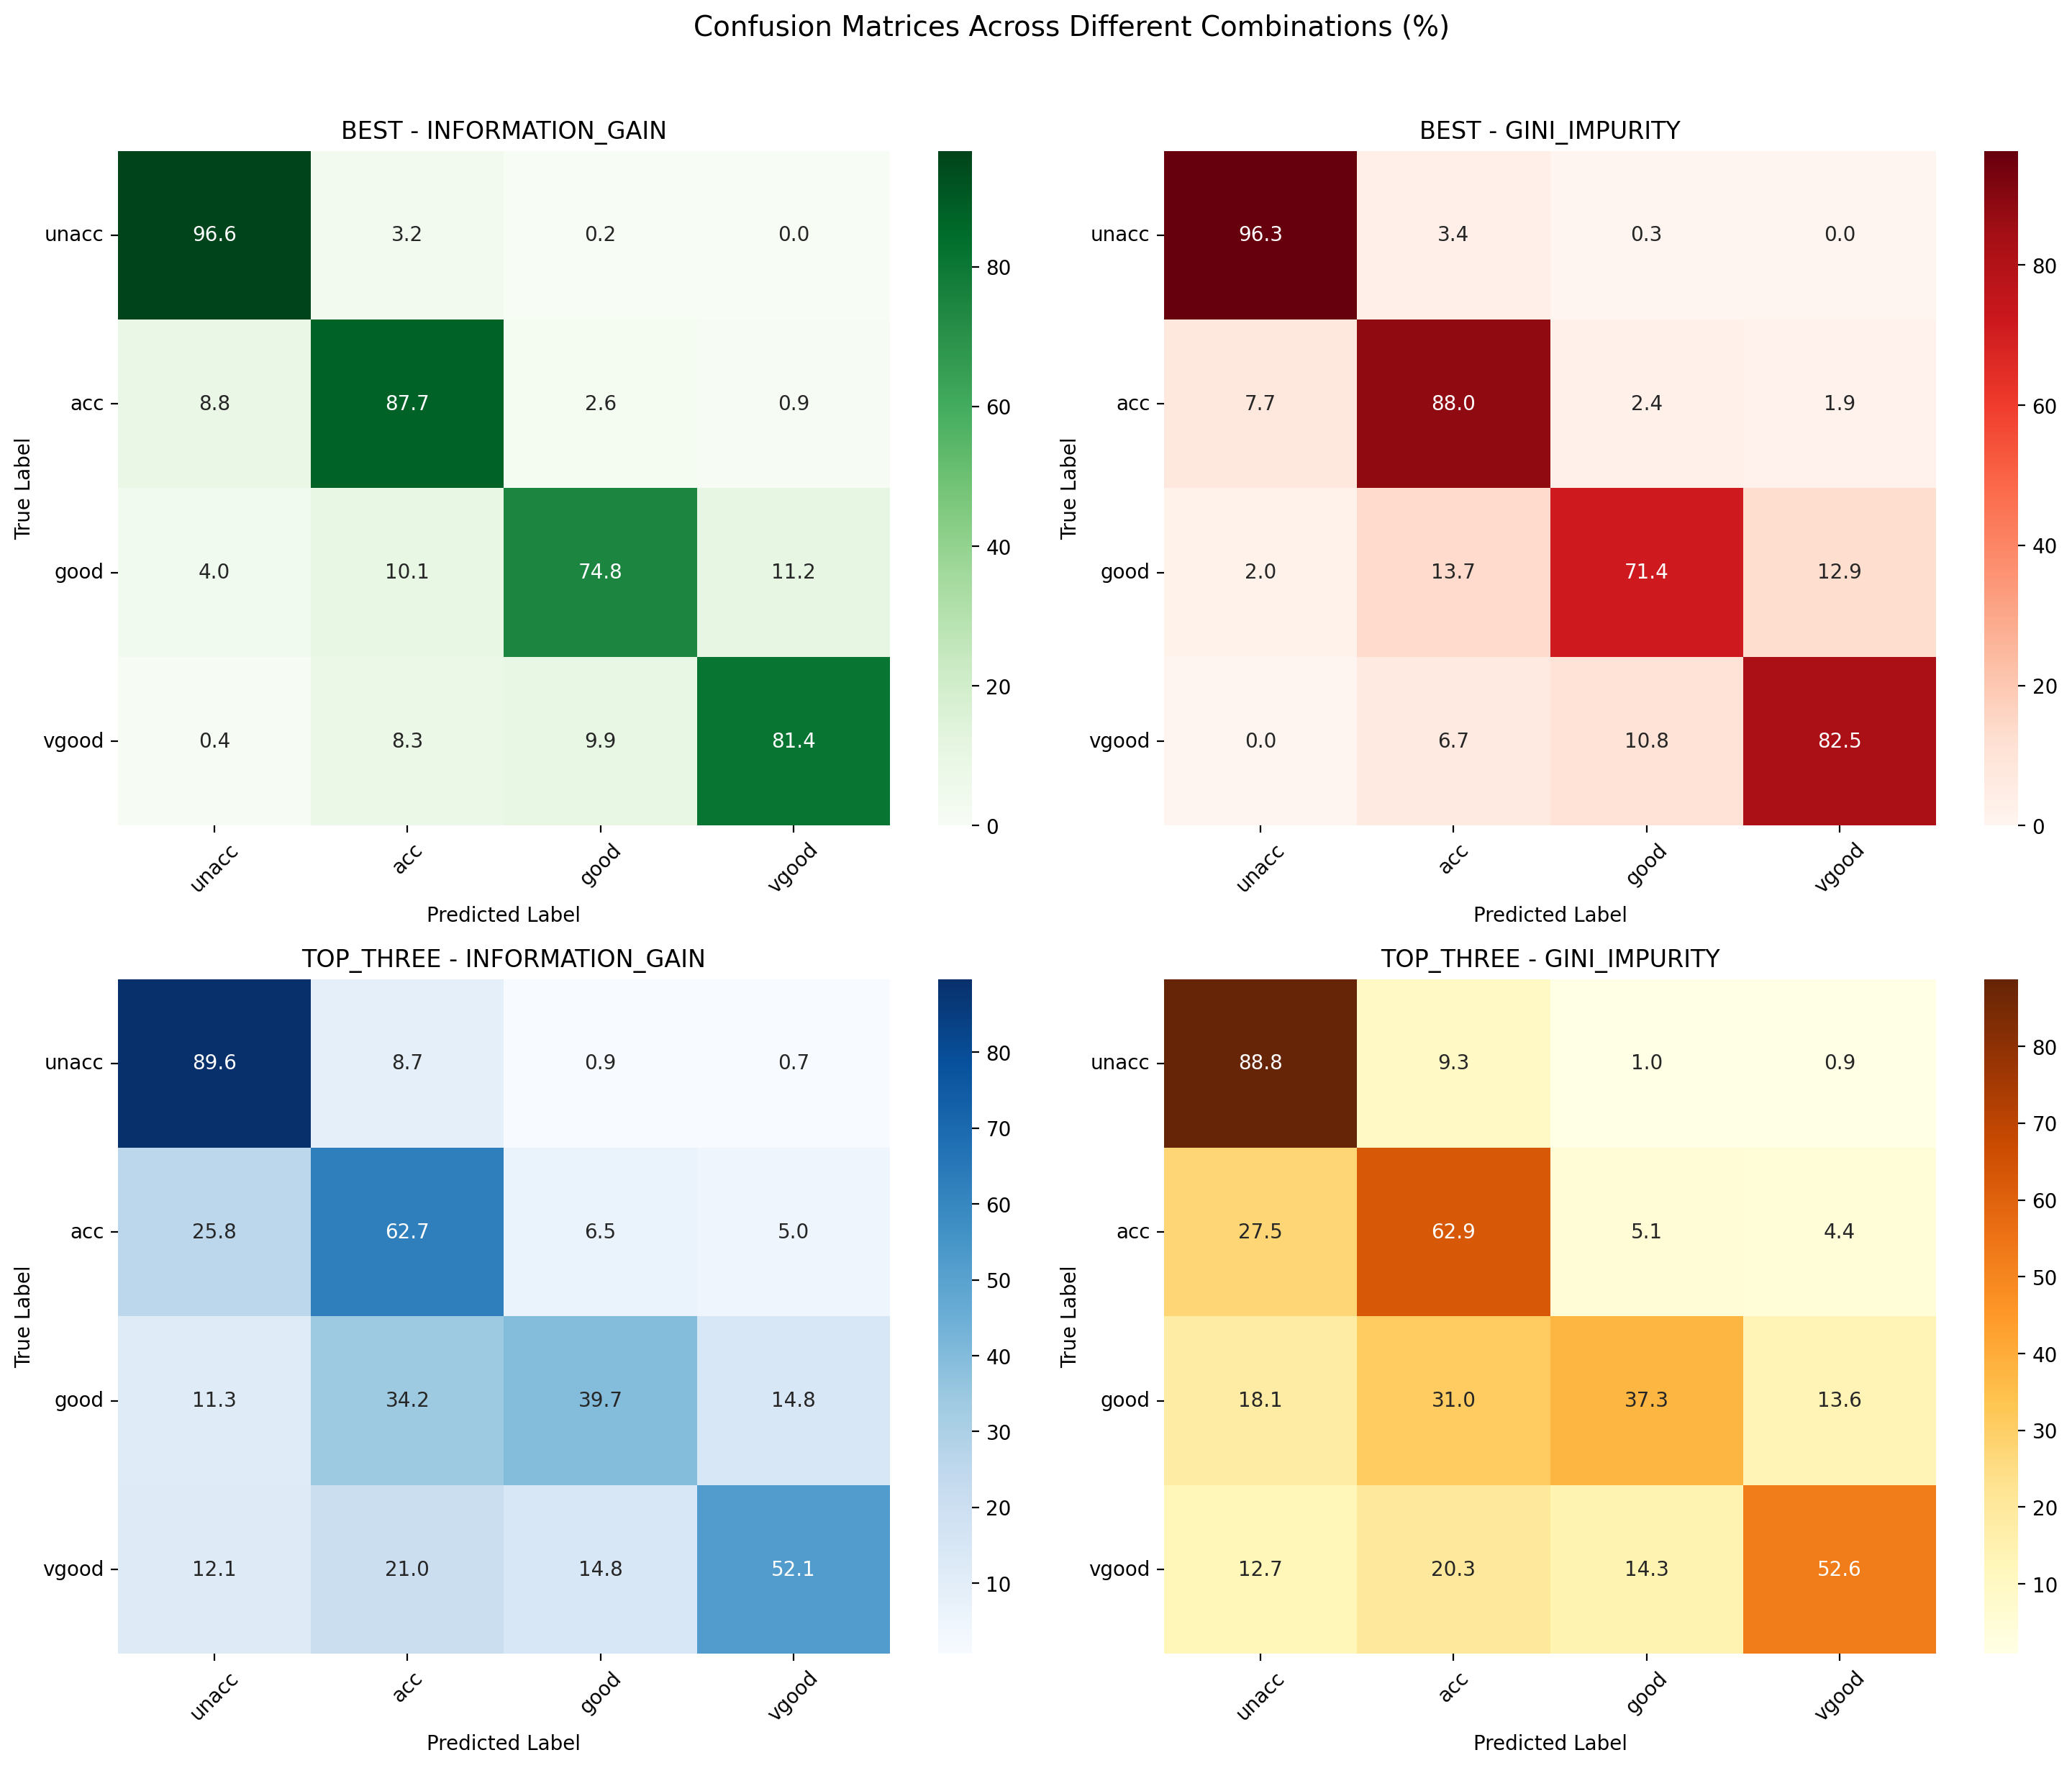 Confusion Matrices Across Different Combinations (%)
BEST - INFORMATION_GAIN
True Label
unacc 96.6 3.2 0.2 0.0
acc 8.8 87.7 2.6 0.9
good 4.0 10.1 74.8 11.2
vgood 0.4 8.3 9.9 81.4
unacc acc good vgood
Predicted Label
80
60
40
20
0
BEST - GINI_IMPURITY
True Label
unacc 96.3 3.4 0.3 0.0
acc 7.7 88.0 2.4 1.9
good 2.0 13.7 71.4 12.9
vgood 0.0 6.7 10.8 82.5
unacc acc good vgood
Predicted Label
80
60
40
20
0
TOP_THREE - INFORMATION_GAIN
True Label
unacc 89.6 8.7 0.9 0.7
acc 25.8 62.7 6.5 5.0
good 11.3 34.2 39.7 14.8
vgood 12.1 21.0 14.8 52.1
unacc acc good vgood
Predicted Label
80
70
60
50
40
30
20
10
TOP_THREE - GINI_IMPURITY
True Label
unacc 88.8 9.3 1.0 0.9
acc 27.5 62.9 5.1 4.4
good 18.1 31.0 37.3 13.6
vgood 12.7 20.3 14.3 52.6
unacc acc good vgood
Predicted Label
80
70
60
50
40
30
20
10